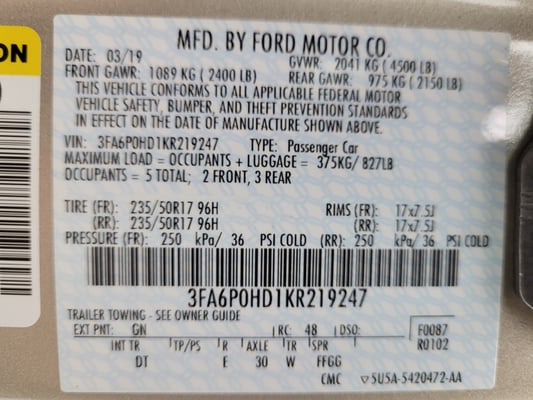 ON
MFD. BY FORD MOTOR CO.
DATE: 03/19 GVWR: 2041 KG ( 4500 LB)
FRONT GAWR: 1089 KG ( 2400 LB) REAR GAWR: 975 KG ( 2150 LB)
THIS VEHICLE CONFORMS TO ALL APPLICABLE FEDERAL MOTOR
VEHICLE SAFETY, BUMPER, AND THEFT PREVENTION STANDARDS
IN EFFECT ON THE DATE OF MANUFACTURE SHOWN ABOVE.
VIN: 3FA6P0HD1KR219247 TYPE: Passenger Car
MAXIMUM LOAD = OCCUPANTS + LUGGAGE = 375KG/ 827LB
OCCUPANTS = 5 TOTAL; 2 FRONT, 3 REAR
TIRE (FR): 235/50R17 96H RIMS (FR): 17x7.5J
(RR): 235/50R17 96H (RR): 17x7.5J
PRESSURE (FR): 250 kPa/ 36 PSI COLD (RR): 250 kPa/ 36 PSI COLD
3FA6P0HD1KR219247
TRAILER TOWING - SEE OWNER GUIDE
EXT PNT: GN RC: 48 DSO: F0087
INT TR TP/PS R AXLE TR SPR R0102
DT E 30 W FFGG
CMC 5U5A-5420472-AA